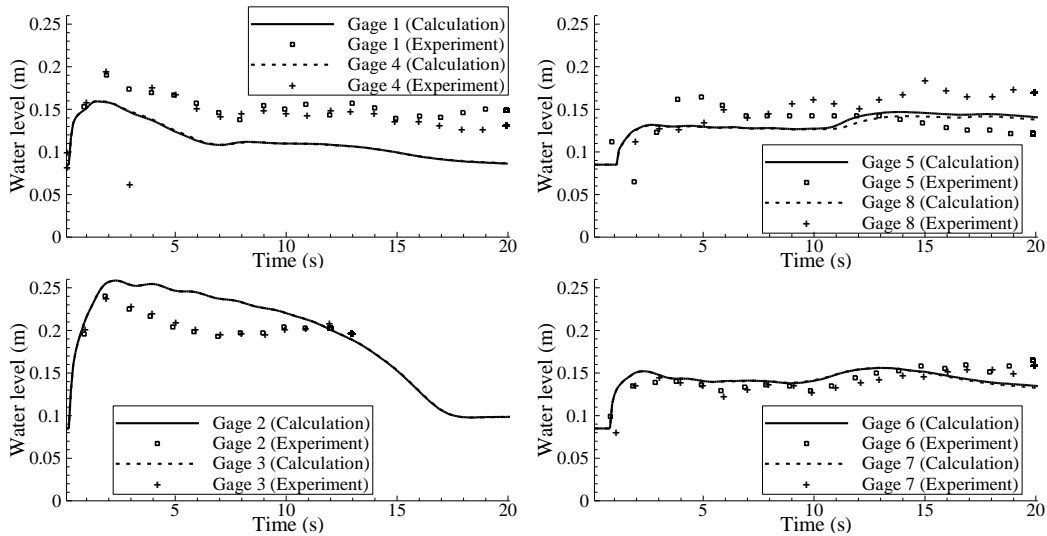 0.25
0.2
0.15
0.1
0.05
0
5
10
15
20
Water level (m)
Time (s)
Gage 1 (Calculation)
Gage 1 (Experiment)
Gage 4 (Calculation)
Gage 4 (Experiment)
0.25
0.2
0.15
0.1
0.05
0
5
10
15
20
Water level (m)
Time (s)
Gage 5 (Calculation)
Gage 5 (Experiment)
Gage 8 (Calculation)
Gage 8 (Experiment)
0.25
0.2
0.15
0.1
0.05
0
5
10
15
20
Water level (m)
Time (s)
Gage 2 (Calculation)
Gage 2 (Experiment)
Gage 3 (Calculation)
Gage 3 (Experiment)
0.25
0.2
0.15
0.1
0.05
0
5
10
15
20
Water level (m)
Time (s)
Gage 6 (Calculation)
Gage 6 (Experiment)
Gage 7 (Calculation)
Gage 7 (Experiment)